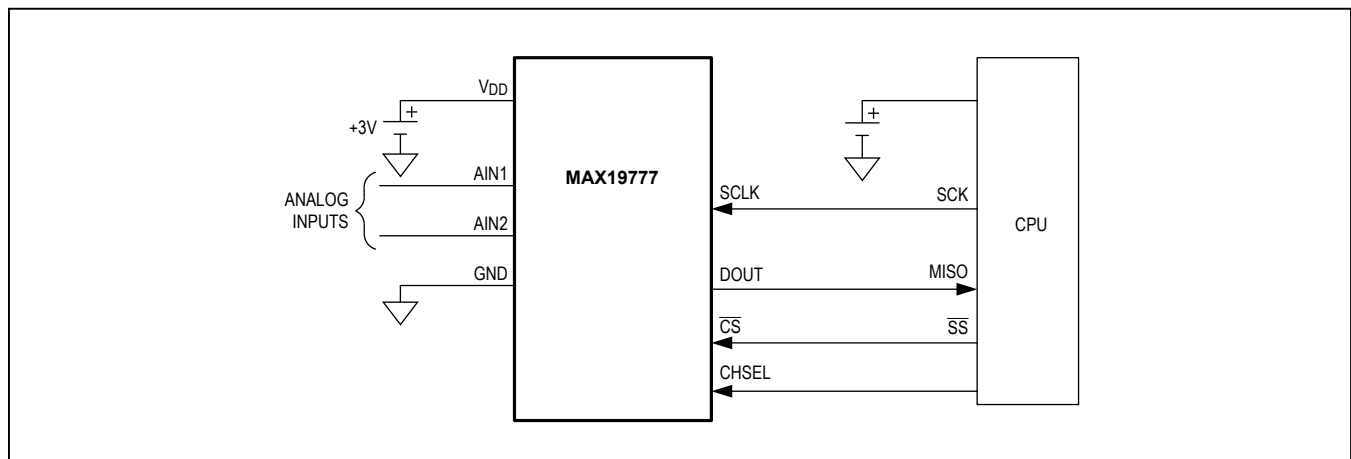 VDD
+
+3V
AIN1
ANALOG
INPUTS
AIN2
GND
MAX19777
SCLK
DOUT
CS
CHSEL
+
SCK
MISO
SS
CPU